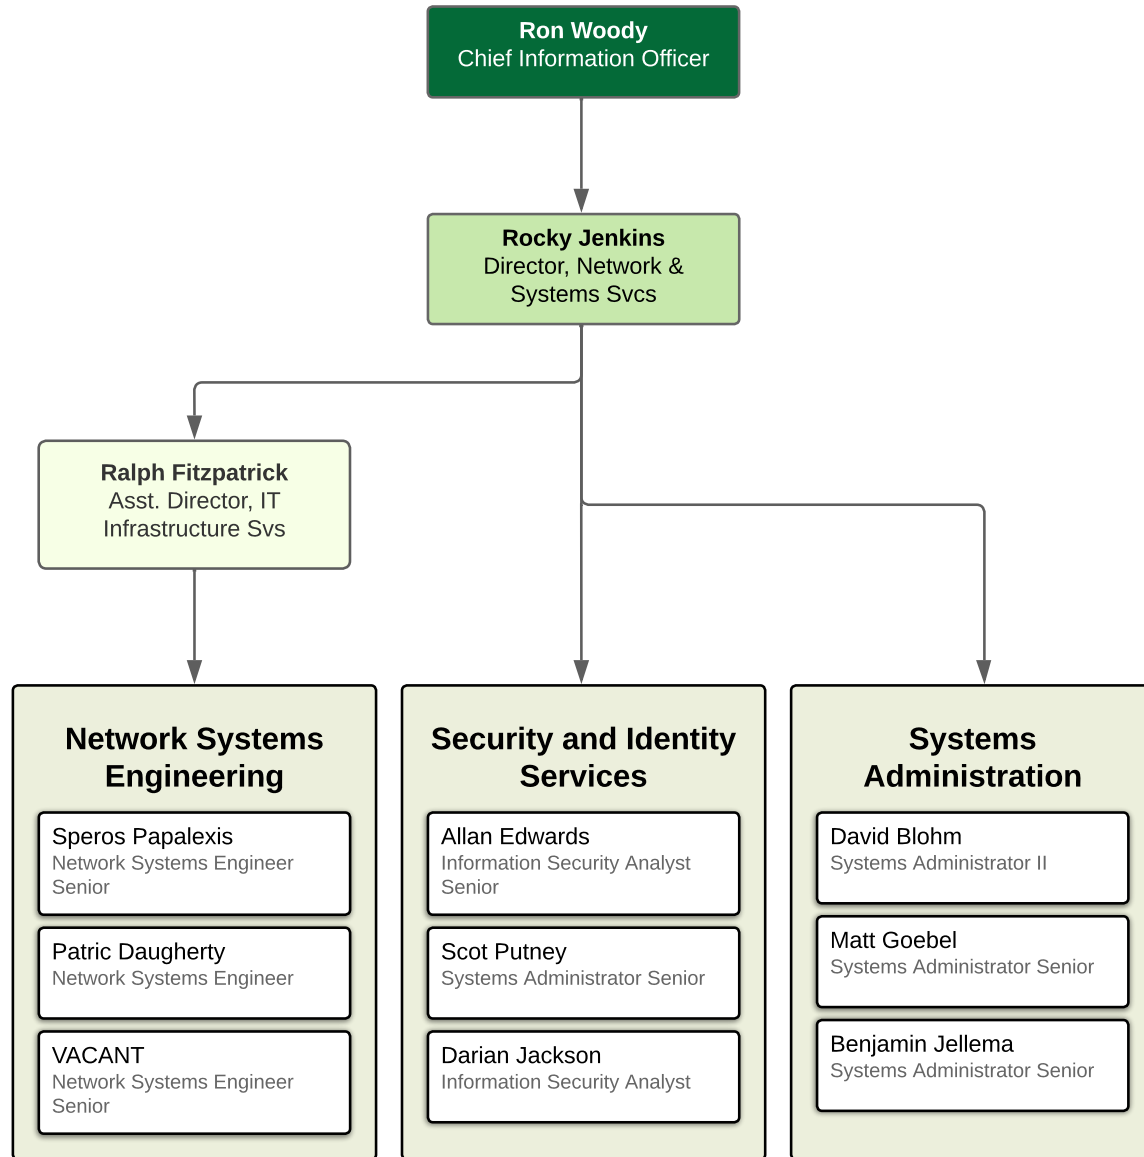 Ron Woody
Chief Information Officer
Rocky Jenkins
Director, Network &
Systems Svcs
Ralph Fitzpatrick
Asst. Director, IT
Infrastructure Svs
Network Systems
Engineering
Speros Papalexis
Network Systems Engineer
Senior
Patric Daugherty
Network Systems Engineer
VACANT
Network Systems Engineer
Senior
Security and Identity
Services
Allan Edwards
Information Security Analyst
Senior
Scot Putney
Systems Administrator Senior
Darian Jackson
Information Security Analyst
Systems
Administration
David Blohm
Systems Administrator II
Matt Goebel
Systems Administrator Senior
Benjamin Jellema
Systems Administrator Senior